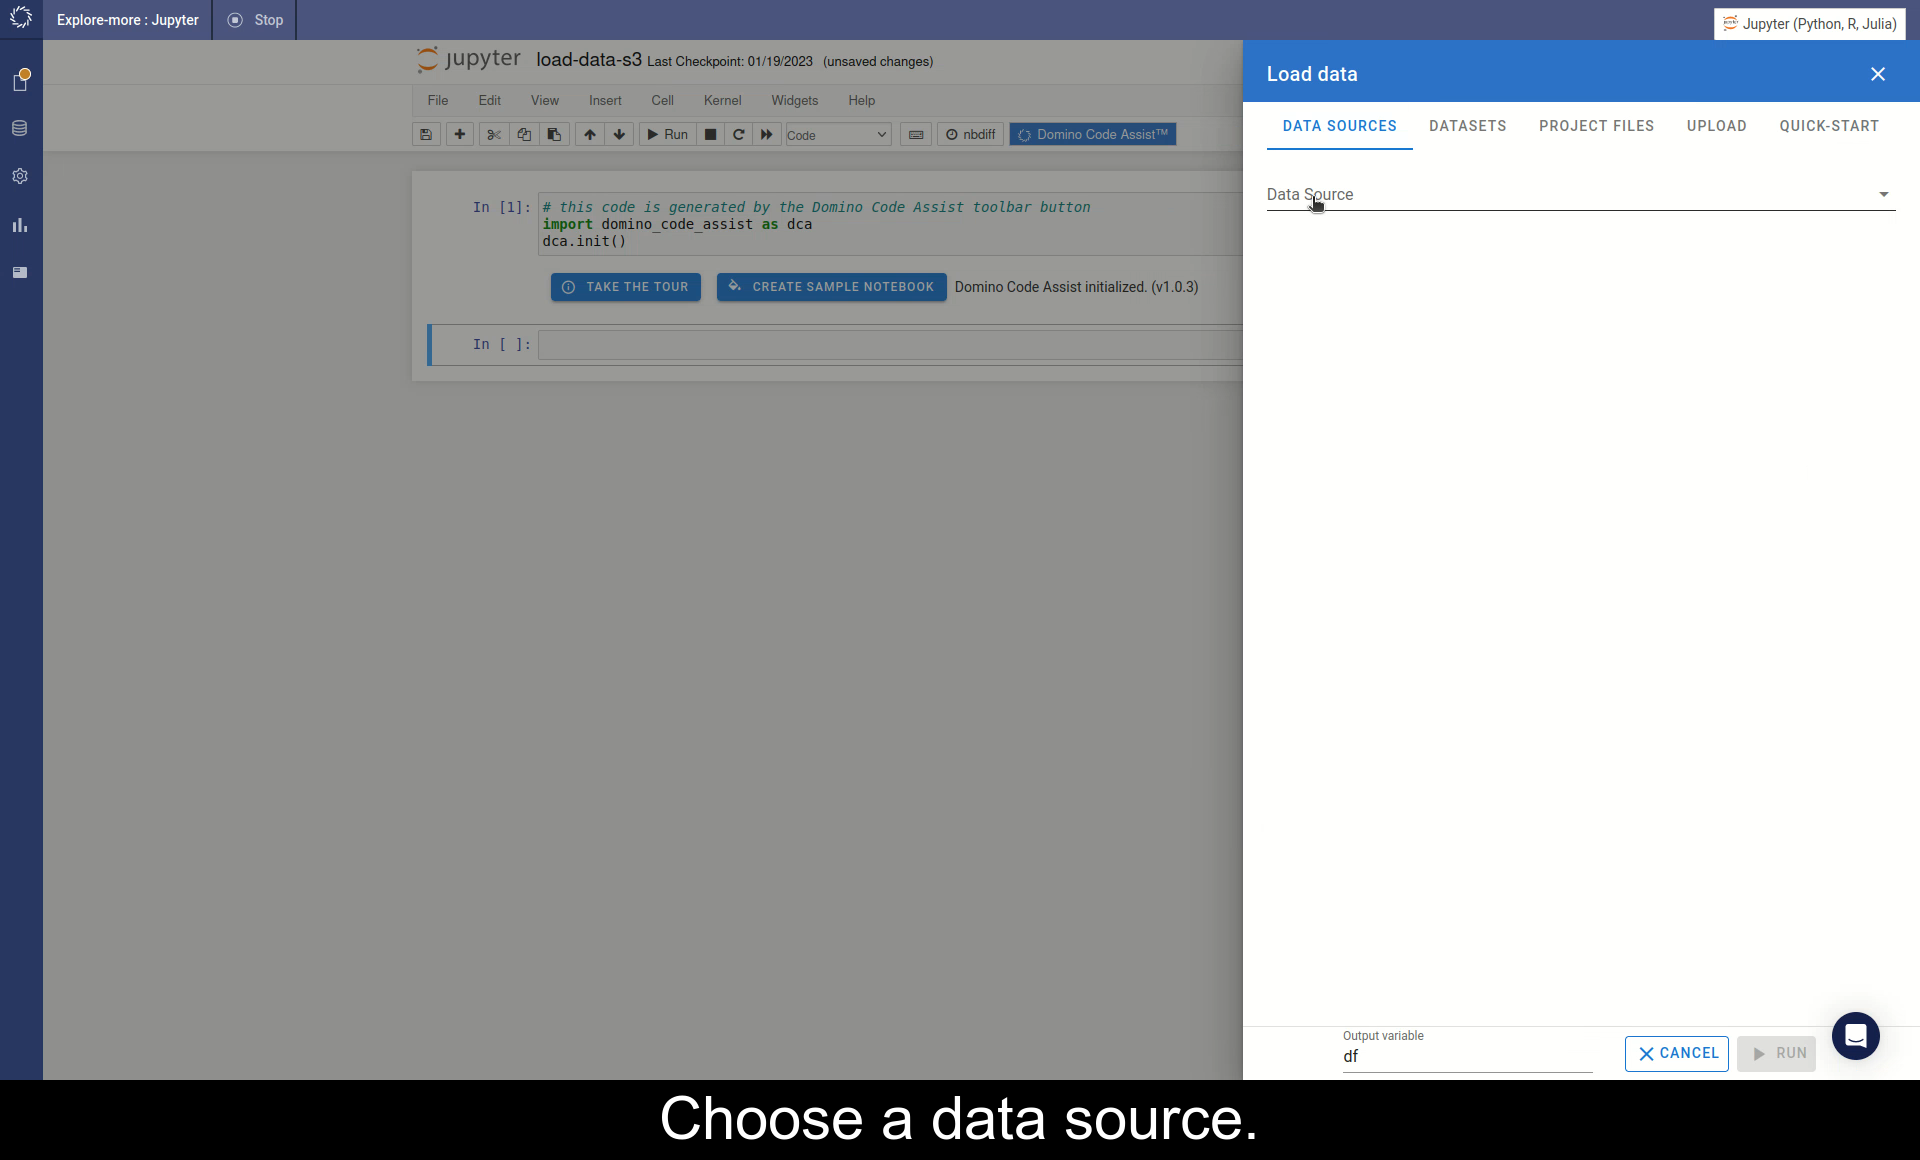 Explore-more : Jupyter
Stop
Jupyter (Python, R, Julia)
jupyter load-data-s3 Last Checkpoint: 01/19/2023 (unsaved changes)
File Edit View Insert Cell Kernel Widgets Help
Run Code nbdiff Domino Code Assist™
In [1]: # this code is generated by the Domino Code Assist toolbar button
import domino_code_assist as dca
dca.init()
TAKE THE TOUR CREATE SAMPLE NOTEBOOK Domino Code Assist initialized. (v1.0.3)
In [ ]:
Load data
DATA SOURCES DATASETS PROJECT FILES UPLOAD QUICK-START
Data Source
Output variable
df
CANCEL RUN
Choose a data source.